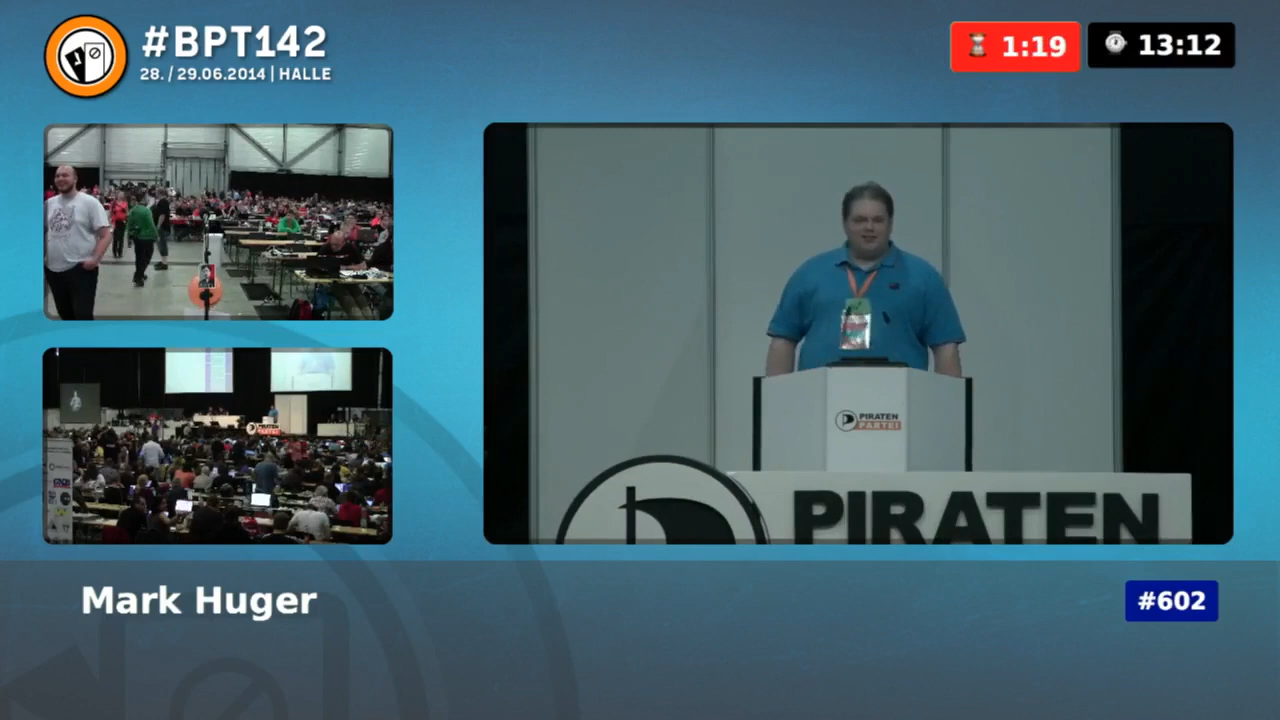 #BPT142
28. / 29.06.2014 | HALLE
1:19
13:12
PIRATEN
PARTEI
PIRATEN
Mark Huger
#602